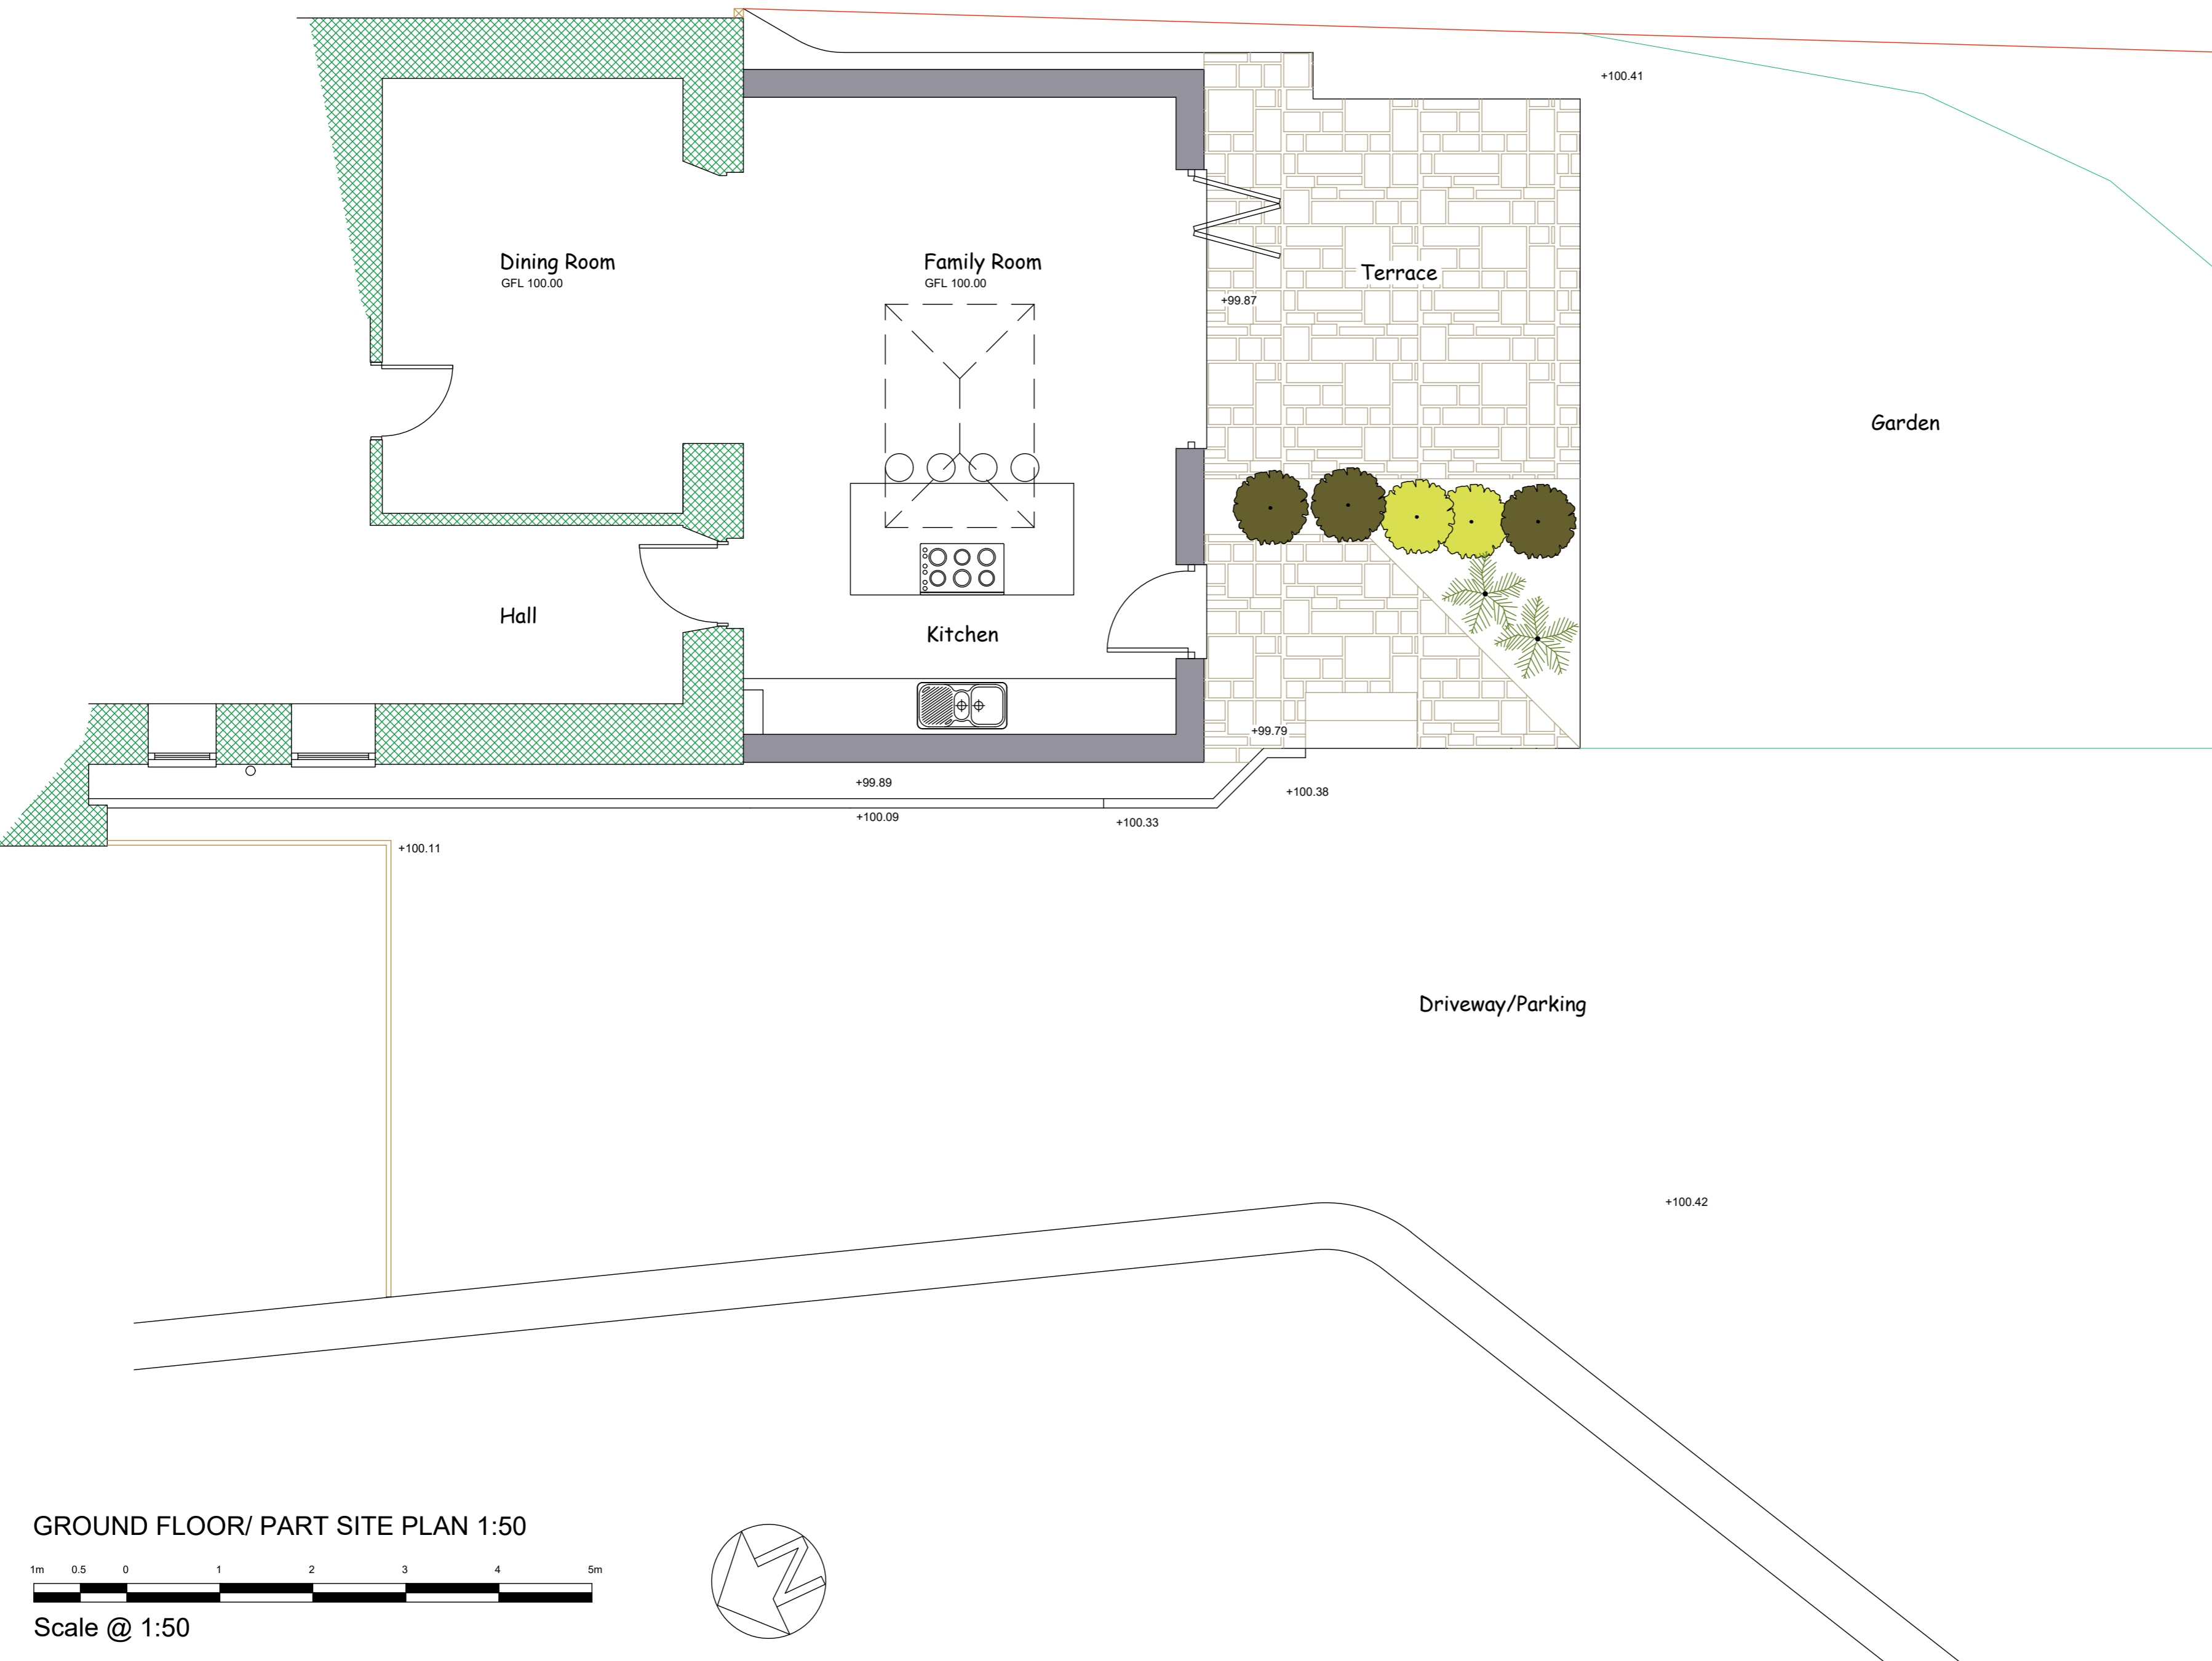 +100.41
Dining Room
GFL 100.00
Family Room
GFL 100.00
Terrace
+99.87
Garden
Hall
Kitchen
+99.79
+99.89
+100.38
+100.09
+100.33
+100.11
Driveway/Parking
+100.42
GROUND FLOOR/ PART SITE PLAN 1:50
1m 0.5 0 1 2 3 4 5m
Scale @ 1:50
N